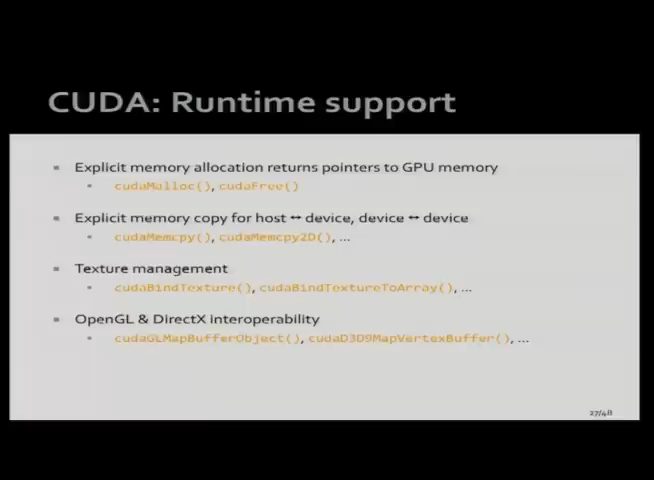 CUDA: Runtime support
▪ Explicit memory allocation returns pointers to GPU memory
▪ cudaMalloc(), cudaFree()
▪ Explicit memory copy for host ↔ device, device ↔ device
▪ cudaMemcpy(), cudaMemcpy2D(), ...
▪ Texture management
▪ cudaBindTexture(), cudaBindTextureToArray(), ...
▪ OpenGL & DirectX interoperability
▪ cudaGLMapBufferObject(), cudaD3D9MapVertexBuffer(), ...
27/48